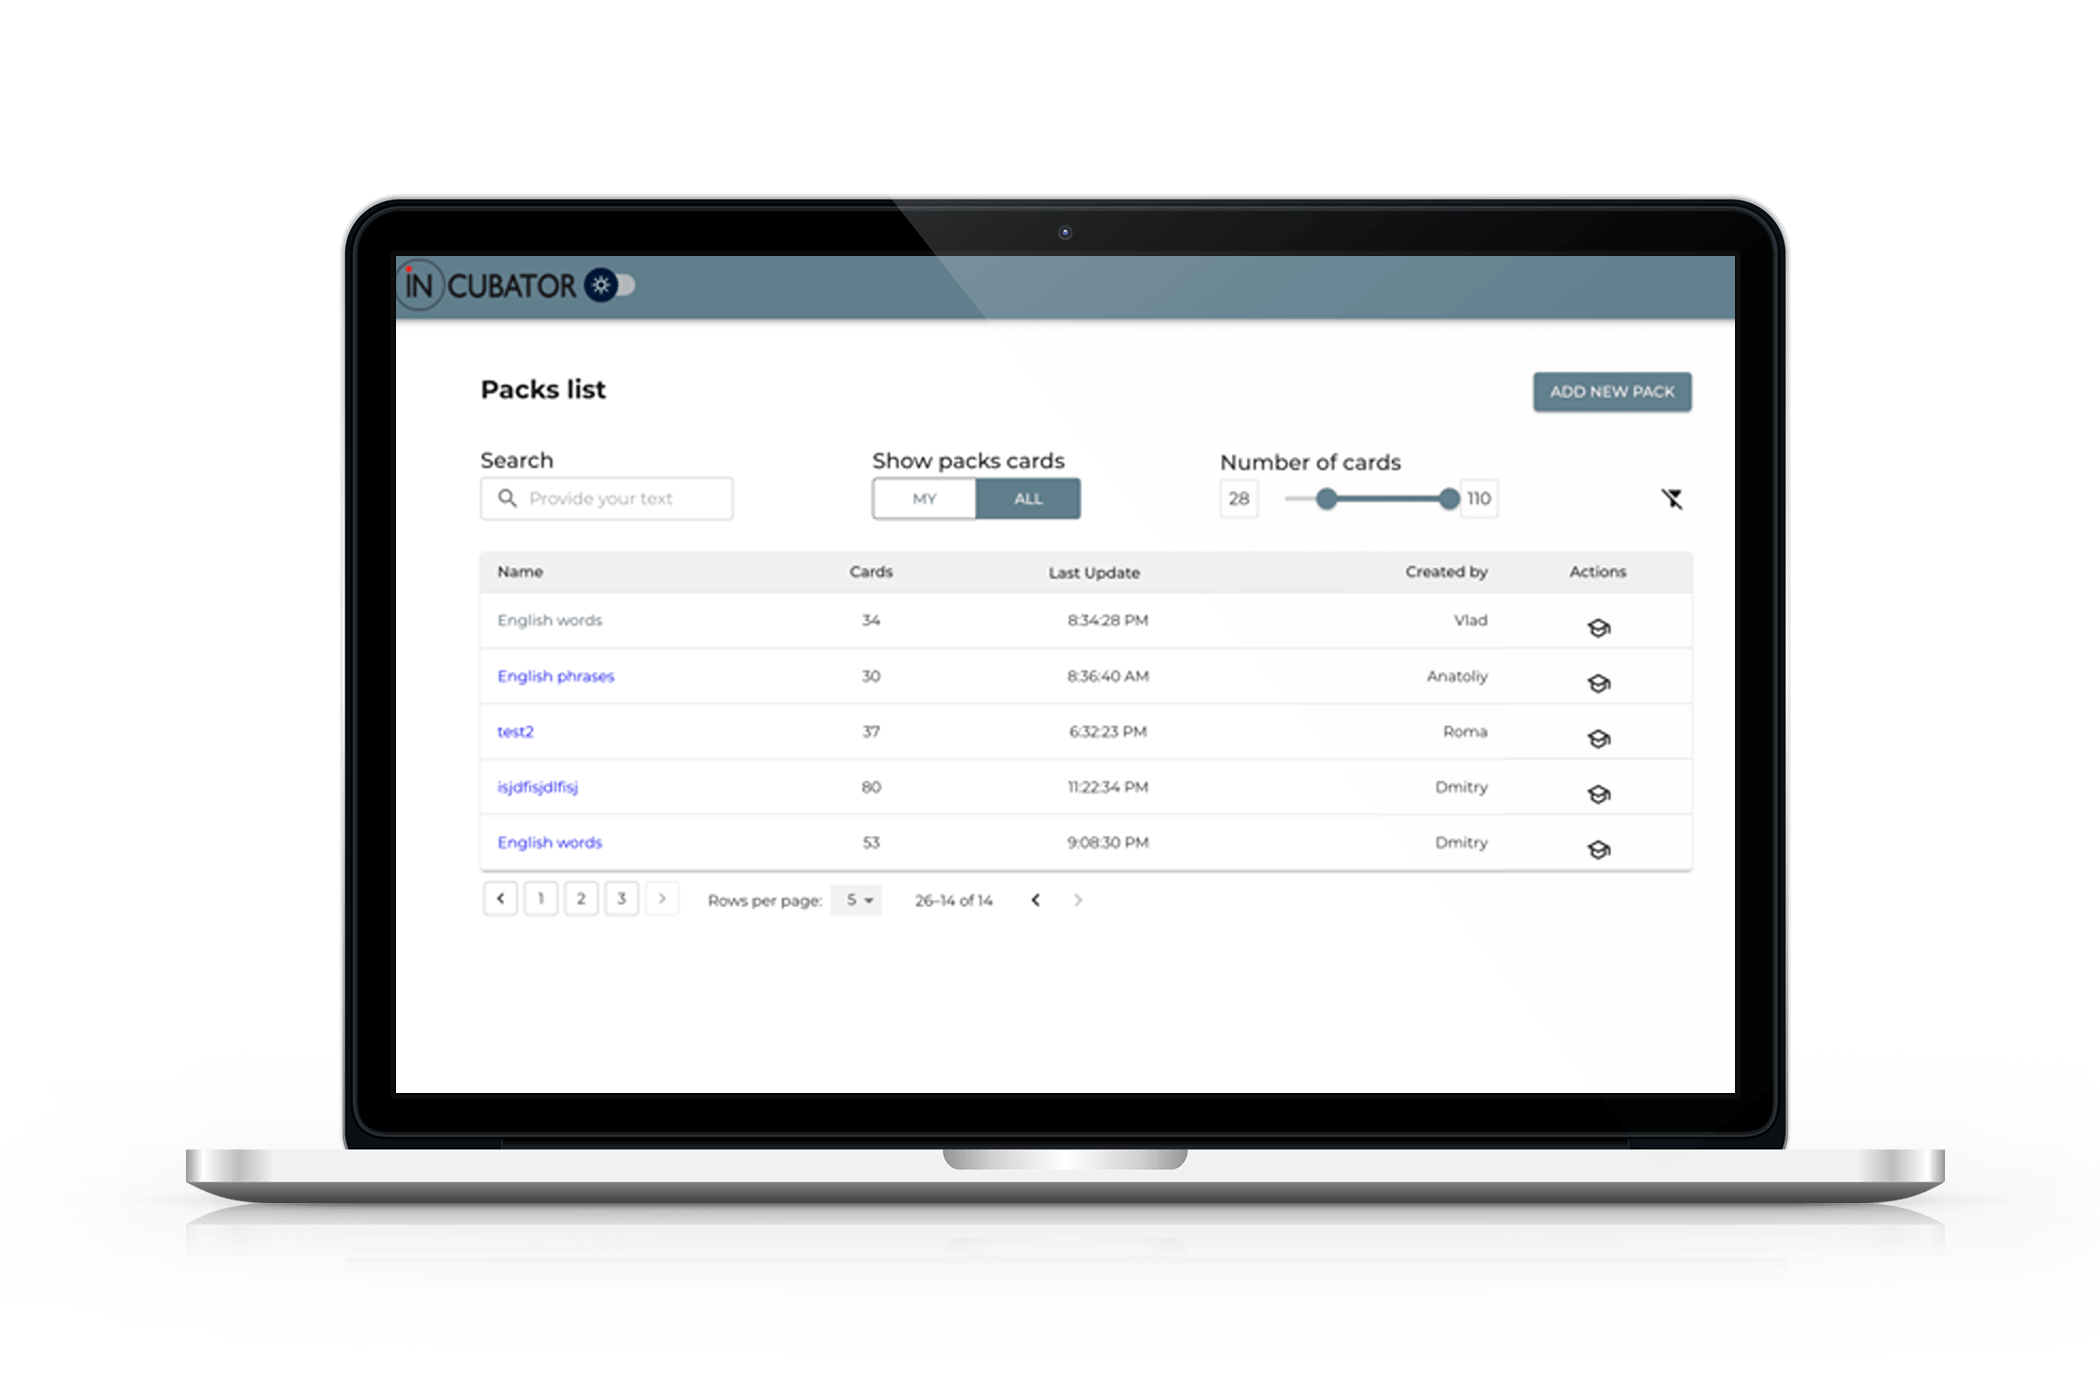 iNCUBATOR
Packs list
ADD NEW PACK
Search
Show packs cards
Number of cards
Provide your text
MY
ALL
28
110
Name Cards Last Update Created by Actions
English words 34 8:34:28 PM Vlad
English phrases 30 8:36:40 AM Anatoliy
test2 37 6:32:23 PM Roma
isjdfisjdlfisj 80 11:22:34 PM Dmitry
English words 53 9:08:30 PM Dmitry
1 2 3 Rows per page: 5 26–14 of 14